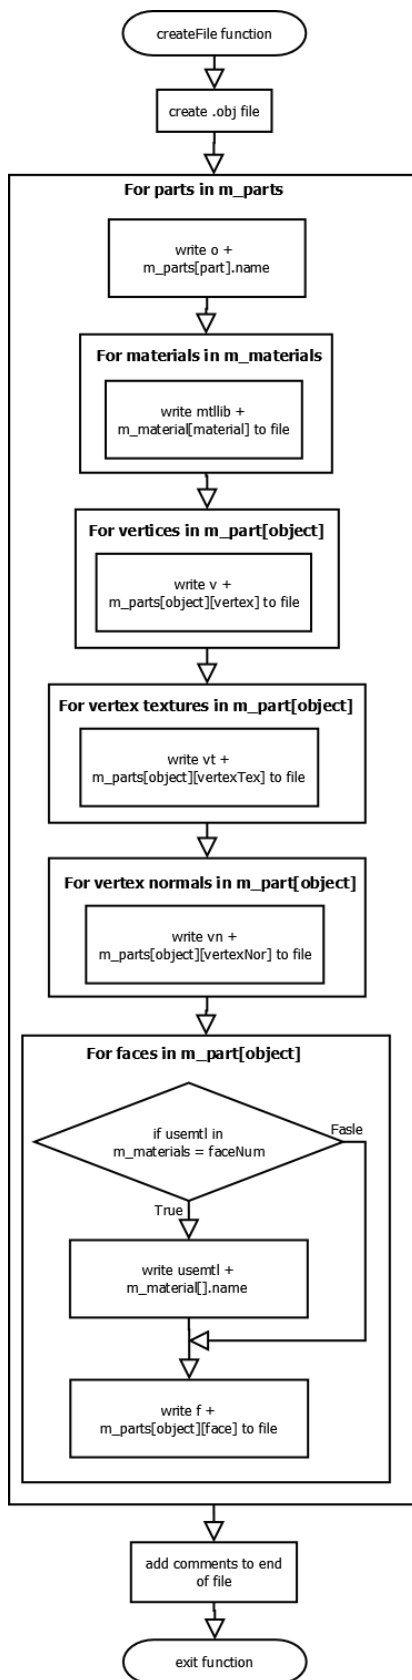 createFile function
create .obj file
For parts in m_parts
write o +
m_parts[part].name
For materials in m_materials
write mtllib +
m_material[material] to file
For vertices in m_part[object]
write v +
m_parts[object][vertex] to file
For vertex textures in m_part[object]
write vt +
m_parts[object][vertexTex] to file
For vertex normals in m_part[object]
write vn +
m_parts[object][vertexNor] to file
For faces in m_part[object]
if usemtl in
m_materials = faceNum
Fasle
True
write usemtl +
m_material[].name
write f +
m_parts[object][face] to file
add comments to end
of file
exit function